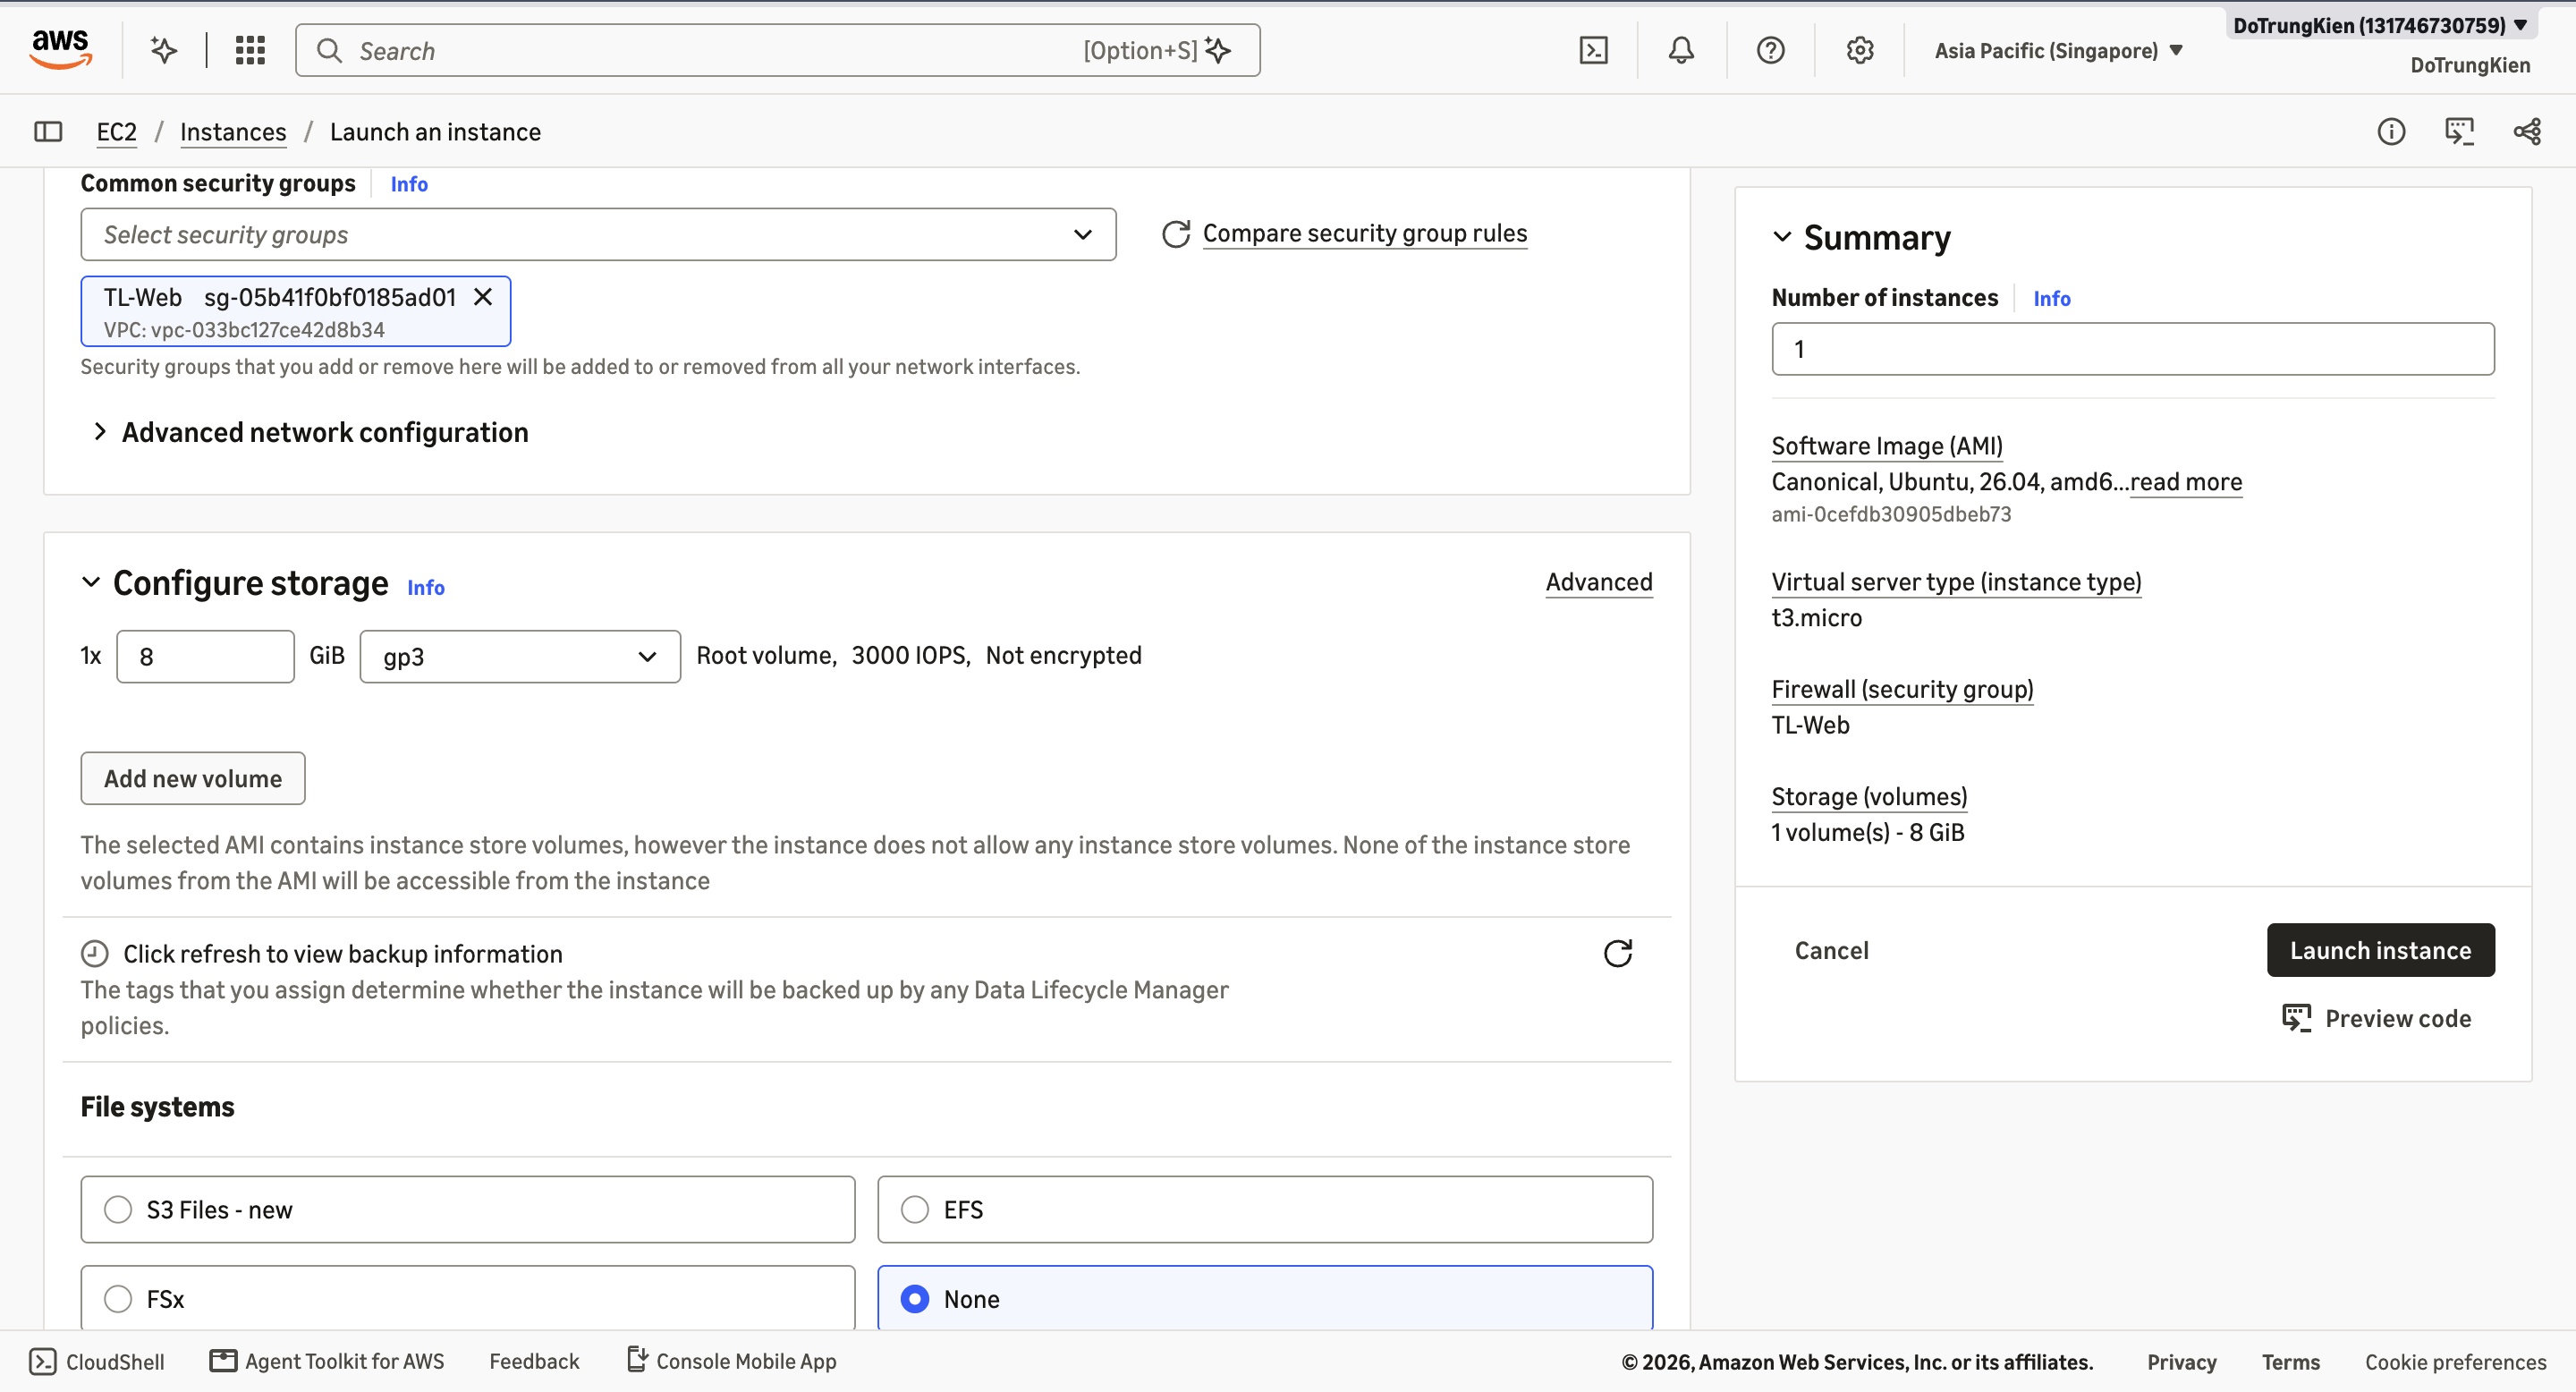 aws
Search
[Option+S]
Asia Pacific (Singapore)
DoTrungKien (131746730759)
DoTrungKien
EC2 / Instances / Launch an instance
Common security groups Info
Select security groups
Compare security group rules
TL-Web sg-05b41f0bf0185ad01
VPC: vpc-033bc127ce42d8b34
Security groups that you add or remove here will be added to or removed from all your network interfaces.
Advanced network configuration
Configure storage Info
Advanced
1x 8 GiB gp3 Root volume, 3000 IOPS, Not encrypted
Add new volume
The selected AMI contains instance store volumes, however the instance does not allow any instance store volumes. None of the instance store
volumes from the AMI will be accessible from the instance
Click refresh to view backup information
The tags that you assign determine whether the instance will be backed up by any Data Lifecycle Manager
policies.
File systems
S3 Files - new
EFS
FSx
None
Summary
Number of instances Info
1
Software Image (AMI)
Canonical, Ubuntu, 26.04, amd6...read more
ami-0cefdb30905dbeb73
Virtual server type (instance type)
t3.micro
Firewall (security group)
TL-Web
Storage (volumes)
1 volume(s) - 8 GiB
Cancel
Launch instance
Preview code
CloudShell
Agent Toolkit for AWS
Feedback
Console Mobile App
© 2026, Amazon Web Services, Inc. or its affiliates.
Privacy
Terms
Cookie preferences